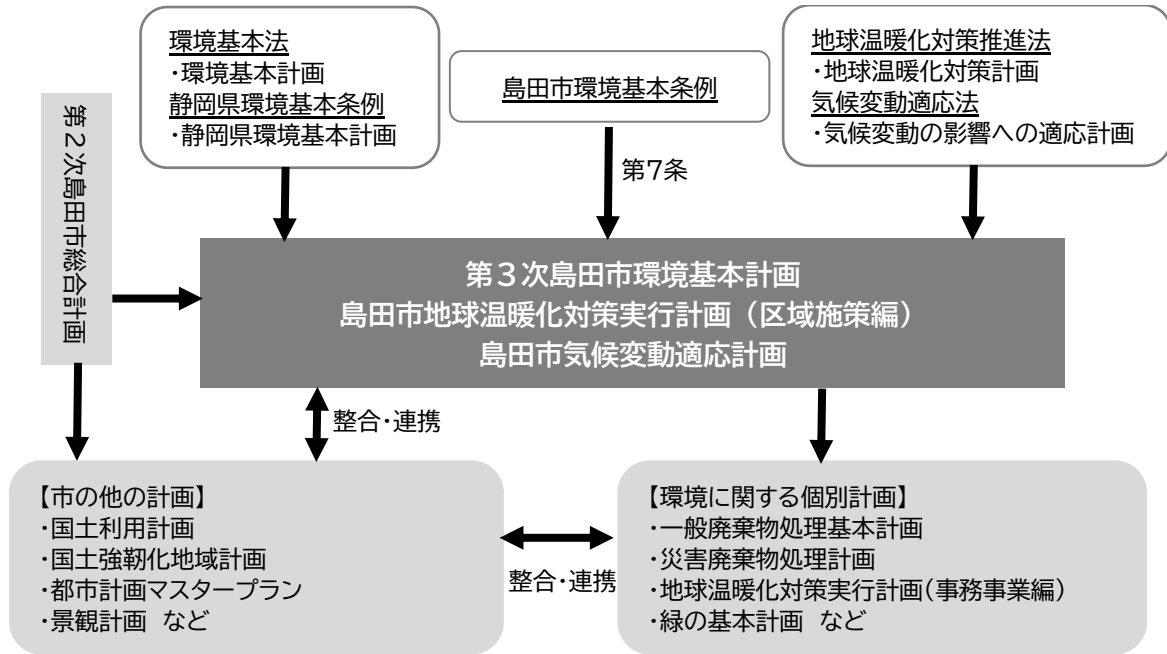 環境基本法
・環境基本計画
静岡県環境基本条例
・静岡県環境基本計画
島田市環境基本条例
地球温暖化対策推進法
・地球温暖化対策計画
気候変動適応法
・気候変動の影響への適応計画
第２次島田市総合計画
第7条
第３次島田市環境基本計画
島田市地球温暖化対策実行計画（区域施策編）
島田市気候変動適応計画
整合・連携
【市の他の計画】
・国土利用計画
・国土強靭化地域計画
・都市計画マスタープラン
・景観計画 など
整合・連携
【環境に関する個別計画】
・一般廃棄物処理基本計画
・災害廃棄物処理計画
・地球温暖化対策実行計画(事務事業編)
・緑の基本計画 など